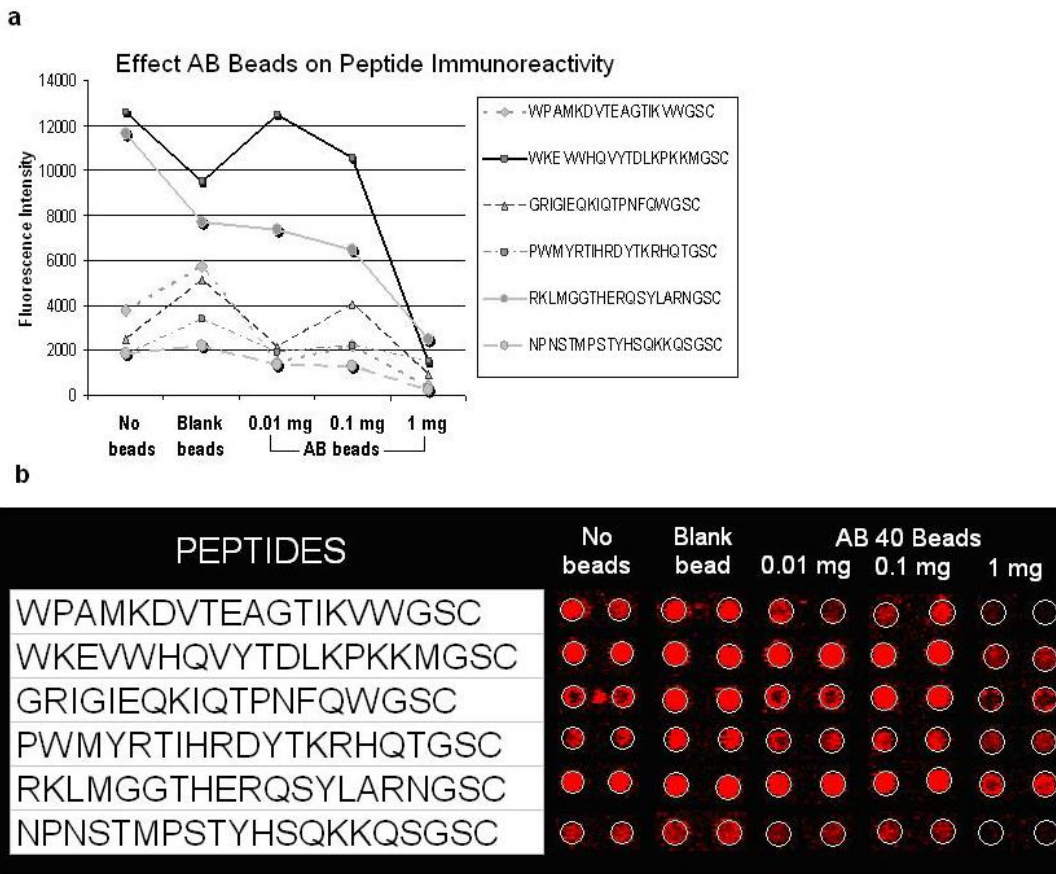 a
Effect AB Beads on Peptide Immunoreactivity
14000
12000
10000
8000
6000
4000
2000
0
Fluorescence Intensity
No beads
Blank beads
0.01 mg
0.1 mg
1 mg
AB beads
WPAMKDVTEAGTIKVWGSC
WKEVWHQVYTDLKPKKMGSC
GRIGIEQKIQTPNFQWGSC
PWMYRTIHRDYTKRHQTGSC
RKLMGGTHERQSYLARNGSC
NPNSTMPSTYHSQKKQSGSC
b
PEPTIDES
No beads
Blank bead
AB 40 Beads
0.01 mg 0.1 mg 1 mg
WPAMKDVTEAGTIKVWGSC
WKEVWHQVYTDLKPKKMGSC
GRIGIEQKIQTPNFQWGSC
PWMYRTIHRDYTKRHQTGSC
RKLMGGTHERQSYLARNGSC
NPNSTMPSTYHSQKKQSGSC